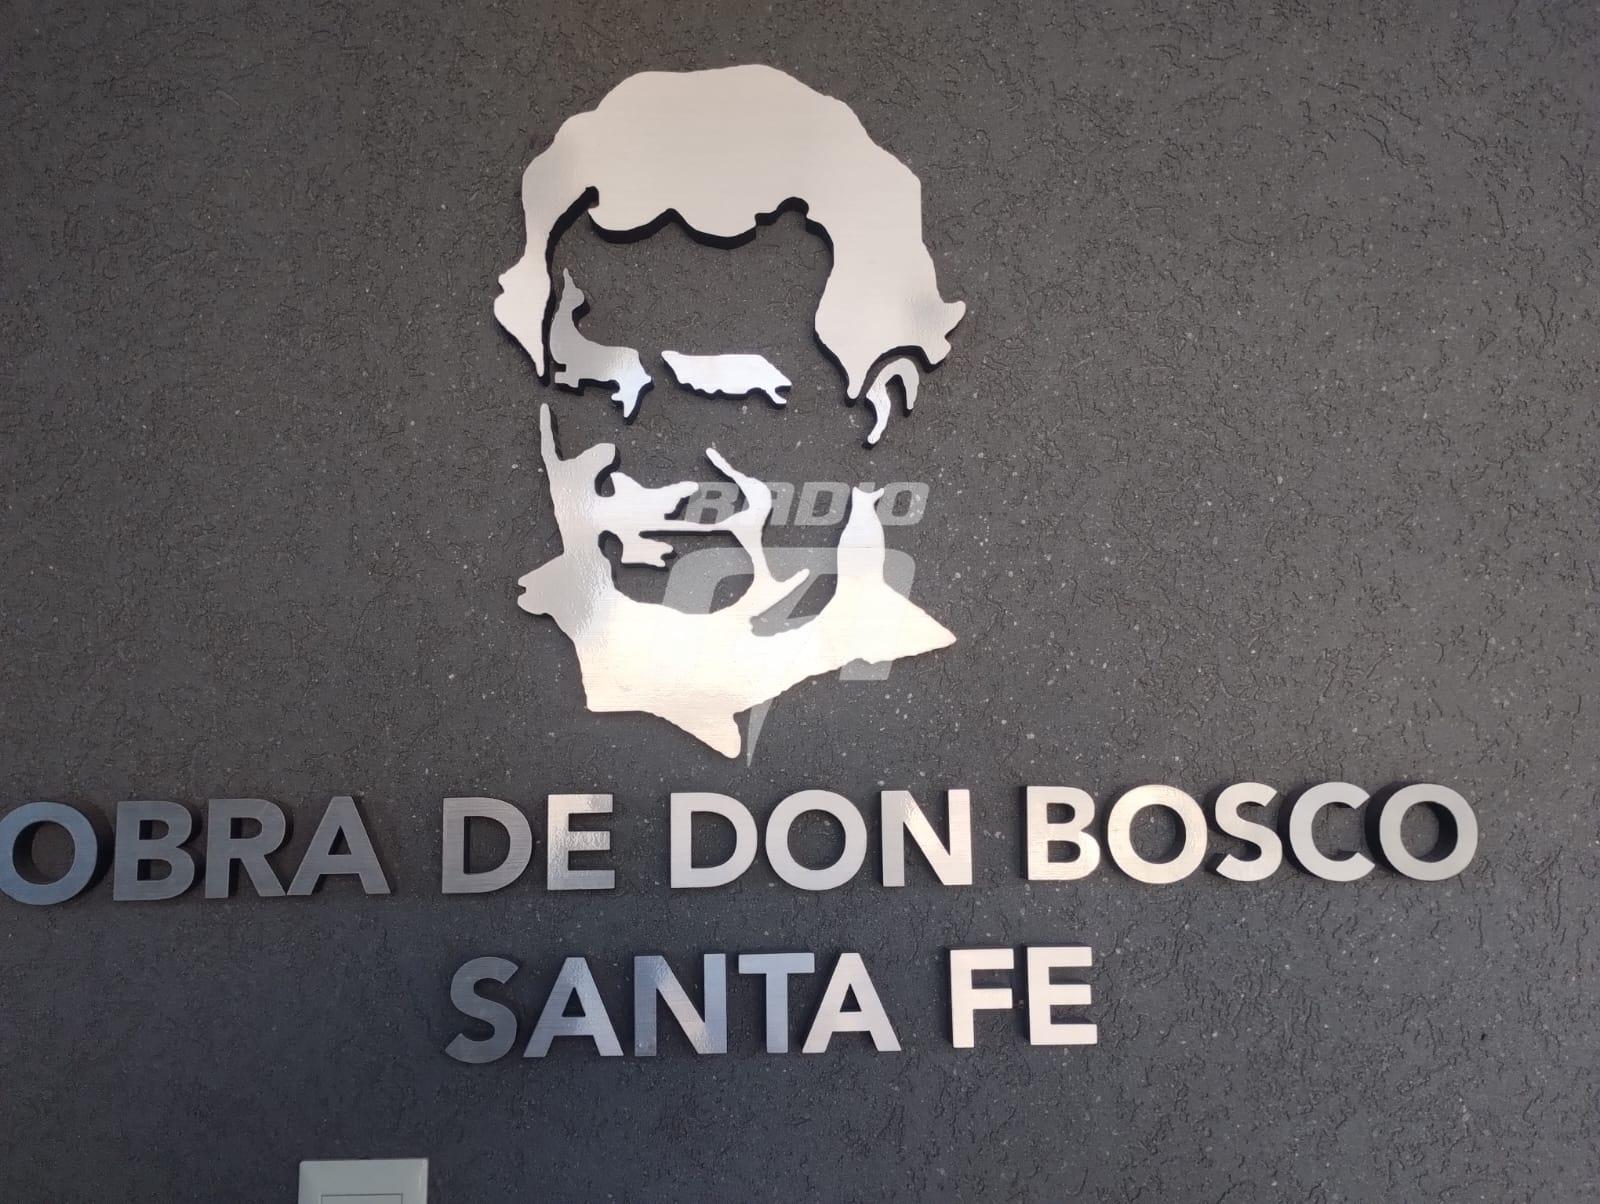 RADIO
OBRA DE DON BOSCO
SANTA FE